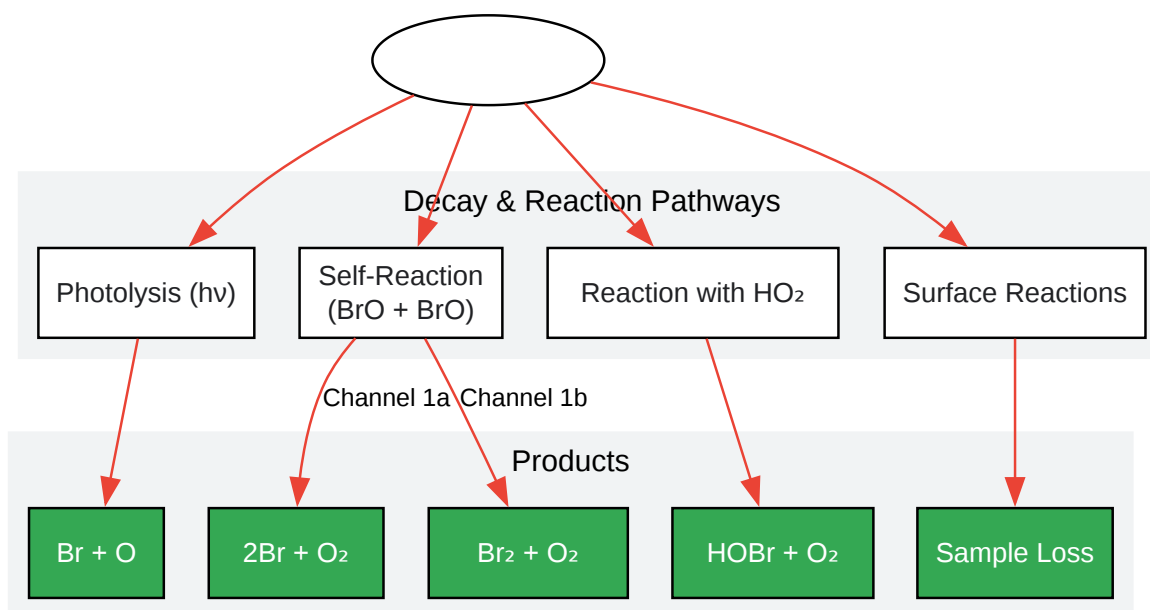 Decay & Reaction Pathways
Photolysis (hν)
Self-Reaction
(BrO + BrO)
Reaction with HO₂
Surface Reactions
Channel 1a
Channel 1b
Products
Br + O
2Br + O₂
Br₂ + O₂
HOBr + O₂
Sample Loss